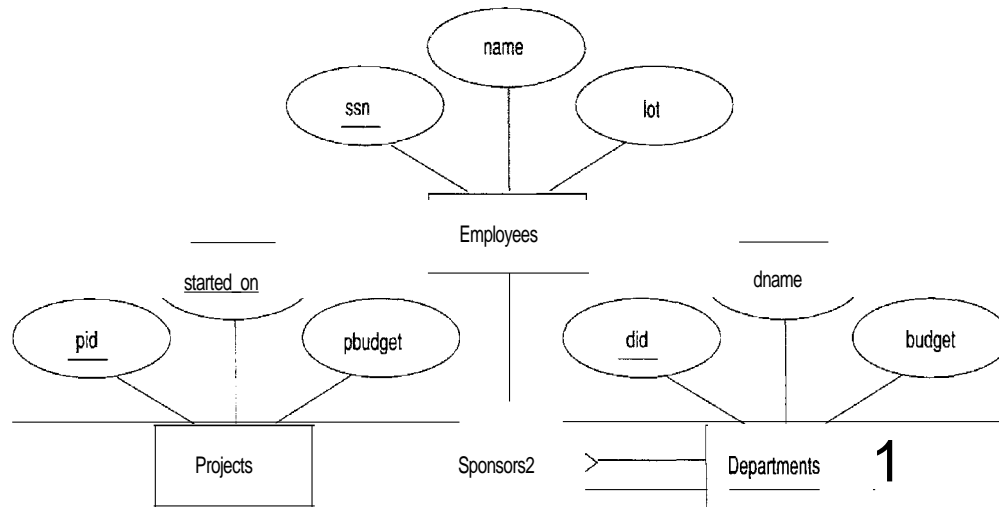 name
ssn
lot
Employees
started_on
dname
pid
pbudget
did
budget
Projects
Sponsors2
Departments
1